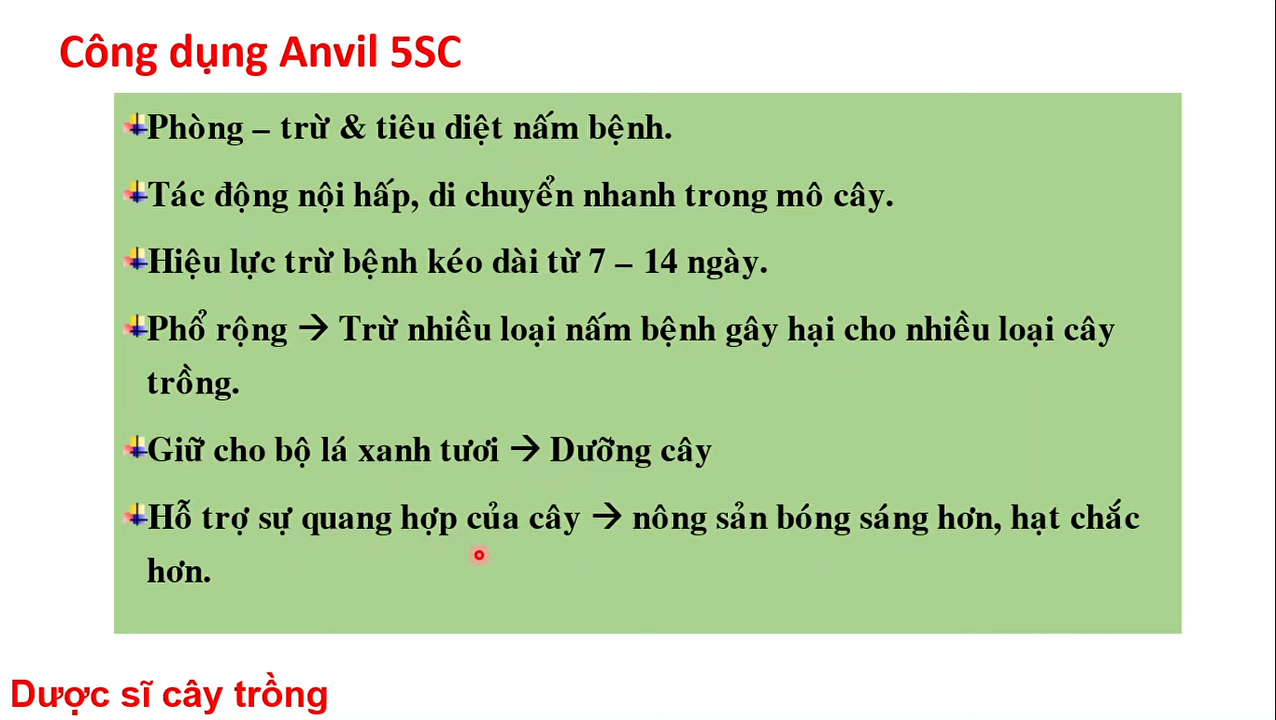 Công dụng Anvil 5SC
Phòng – trừ & tiêu diệt nấm bệnh.
Tác động nội hấp, di chuyển nhanh trong mô cây.
Hiệu lực trừ bệnh kéo dài từ 7 – 14 ngày.
Phổ rộng → Trừ nhiều loại nấm bệnh gây hại cho nhiều loại cây
trồng.
Giữ cho bộ lá xanh tươi → Dưỡng cây
Hỗ trợ sự quang hợp của cây → nông sản bóng sáng hơn, hạt chắc
hơn.
Dược sĩ cây trồng